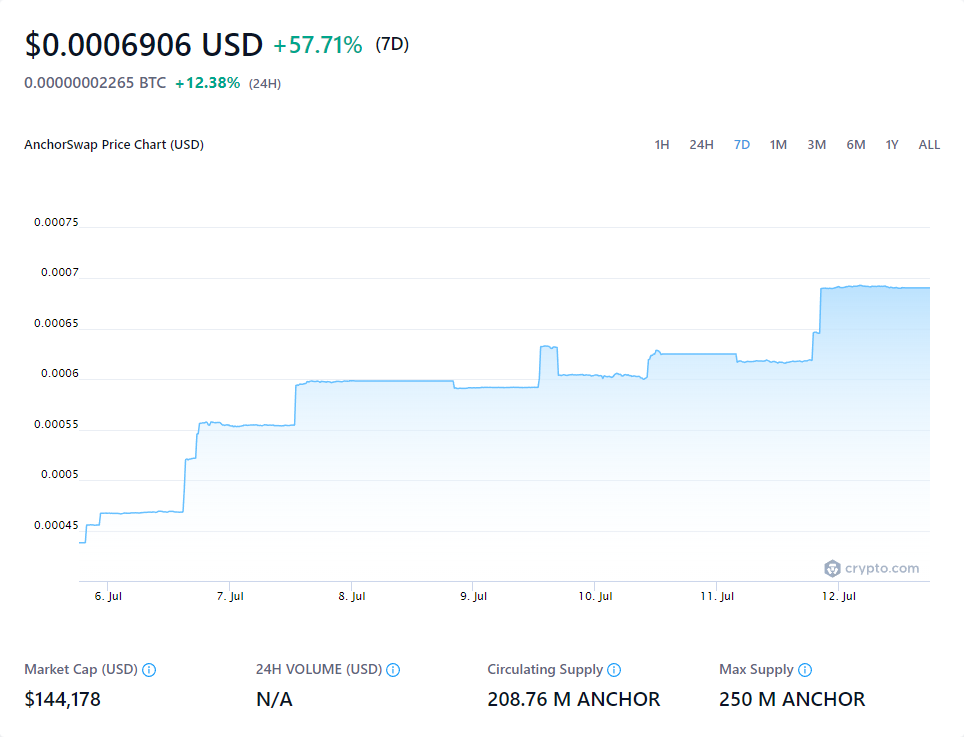 $0.0006906 USD +57.71% (7D)
0.00000002265 BTC +12.38% (24H)
AnchorSwap Price Chart (USD) 1H 24H 7D 1M 3M 6M 1Y ALL
0.00075
0.0007
0.00065
0.0006
0.00055
0.0005
0.00045
crypto.com
6. Jul 7. Jul 8. Jul 9. Jul 10. Jul 11. Jul 12. Jul
Market Cap (USD) 24H VOLUME (USD) Circulating Supply Max Supply
$144,178 N/A 208.76 M ANCHOR 250 M ANCHOR